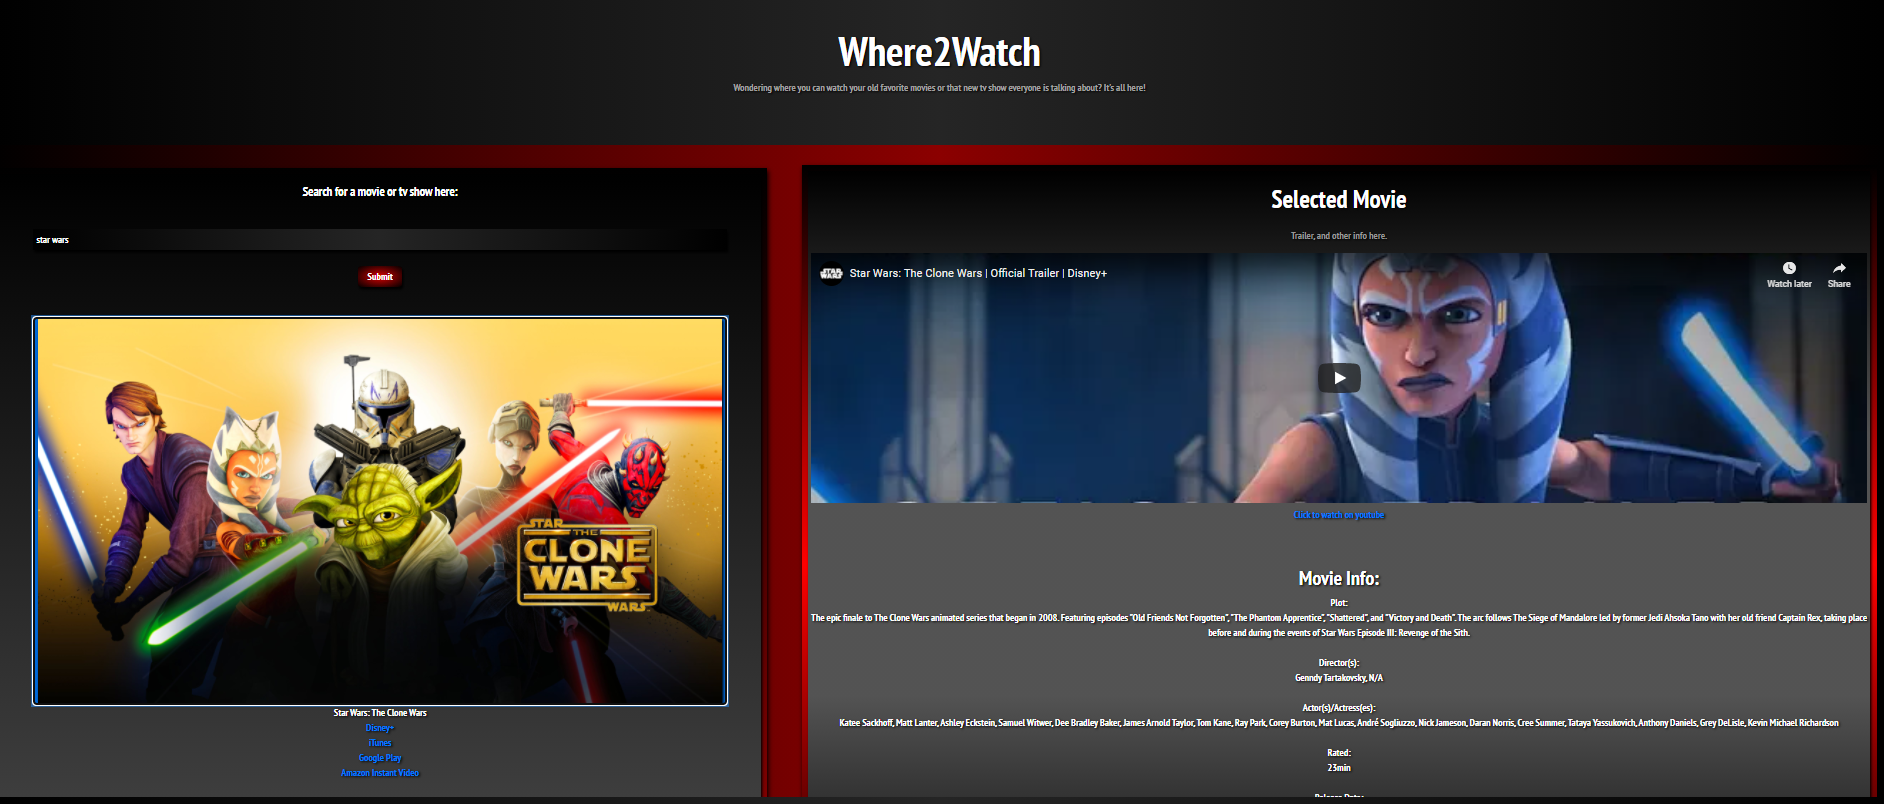 Where2Watch
Wondering where you can watch your old favorite movies or that new tv show everyone is talking about? It's all here!
Search for a movie or tv show here:
star wars
Submit
STAR
THE
CLONE
WARS
WARS
Star Wars: The Clone Wars
Disney+
iTunes
Google Play
Amazon Instant Video
Selected Movie
Trailer, and other info here.
STAR
WARS
Star Wars: The Clone Wars | Official Trailer | Disney+
Watch later
Share
Click to watch on youtube
Movie Info:
Plot:
The epic finale to The Clone Wars animated series that began in 2008. Featuring episodes "Old Friends Not Forgotten", "The Phantom Apprentice", "Shattered", and "Victory and Death". The arc follows The Siege of Mandalore led by former Jedi Ahsoka Tano with her old friend Captain Rex, taking place
before and during the events of Star Wars Episode III: Revenge of the Sith.
Director(s):
Genndy Tartakovsky, N/A
Actor(s)/Actress(es):
Katee Sackhoff, Matt Lanter, Ashley Eckstein, Samuel Witwer, Dee Bradley Baker, James Arnold Taylor, Tom Kane, Ray Park, Corey Burton, Mat Lucas, André Sogliuzzo, Nick Jameson, Daran Norris, Cree Summer, Tataya Yassukovich, Anthony Daniels, Grey DeLisle, Kevin Michael Richardson
Rated:
23min